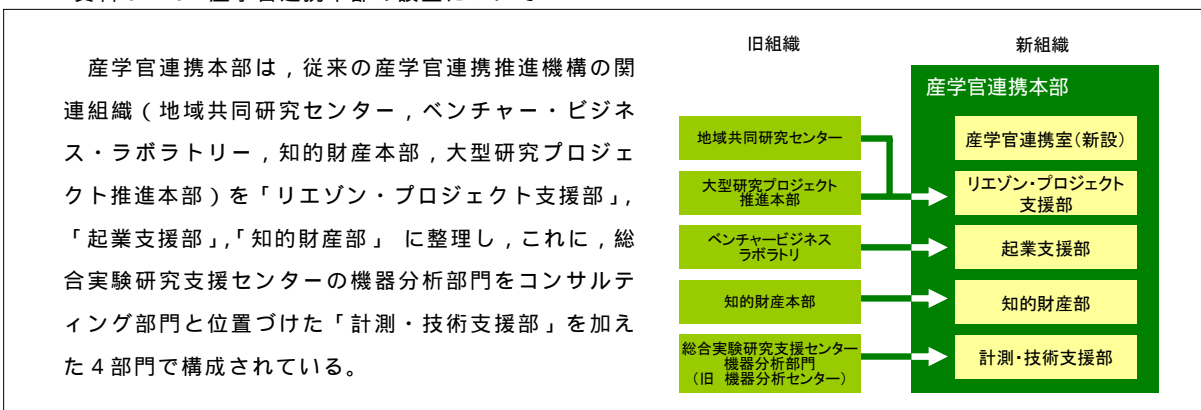 産学官連携本部は，従来の産学官連携推進機構の関
連組織（地域共同研究センター，ベンチャー・ビジネ
ス・ラボラトリー，知的財産本部，大型研究プロジェ
クト推進本部）を「リエゾン・プロジェクト支援部」，
「起業支援部」，「知的財産部」 に整理し，これに，総
合実験研究支援センターの機器分析部門をコンサルテ
ィング部門と位置づけた「計測・技術支援部」を加え
た４部門で構成されている。
旧組織
地域共同研究センター
大型研究プロジェクト
推進本部
ベンチャービジネス
ラボラトリ
知的財産本部
総合実験研究支援センター
機器分析部門
（旧 機器分析センター）
新組織
産学官連携本部
産学官連携室（新設）
リエゾン・プロジェクト
支援部
起業支援部
知的財産部
計測・技術支援部